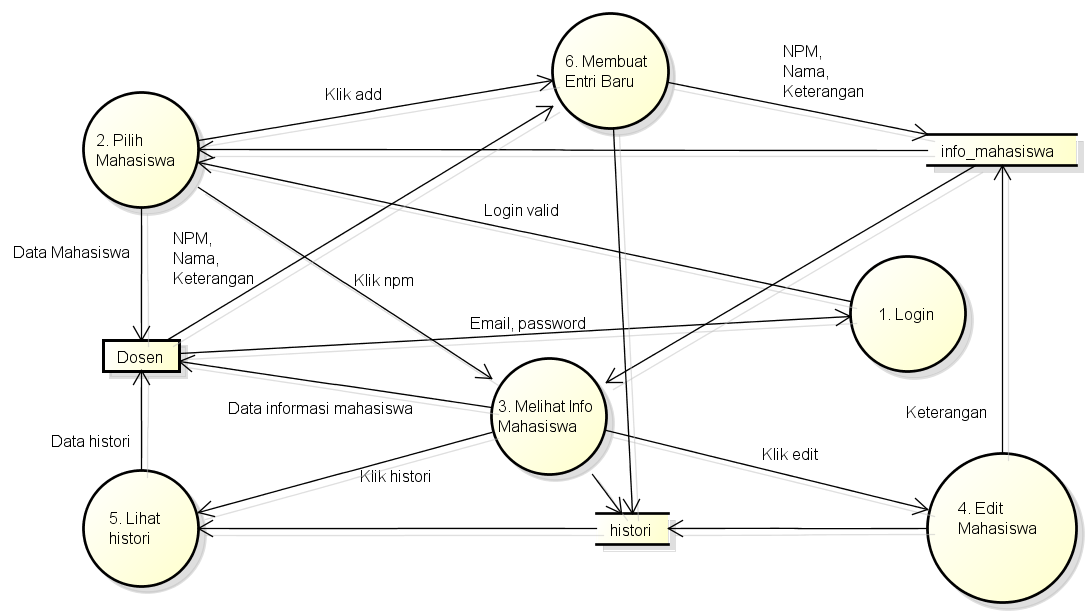 6. Membuat
Entri Baru
NPM,
Nama,
Keterangan
Klik add
2. Pilih
Mahasiswa
info_mahasiswa
Login valid
Data Mahasiswa
NPM,
Nama,
Keterangan
Klik npm
1. Login
Email, password
Dosen
Data informasi mahasiswa
3. Melihat Info
Mahasiswa
Keterangan
Data histori
Klik histori
Klik edit
5. Lihat
histori
histori
4. Edit
Mahasiswa